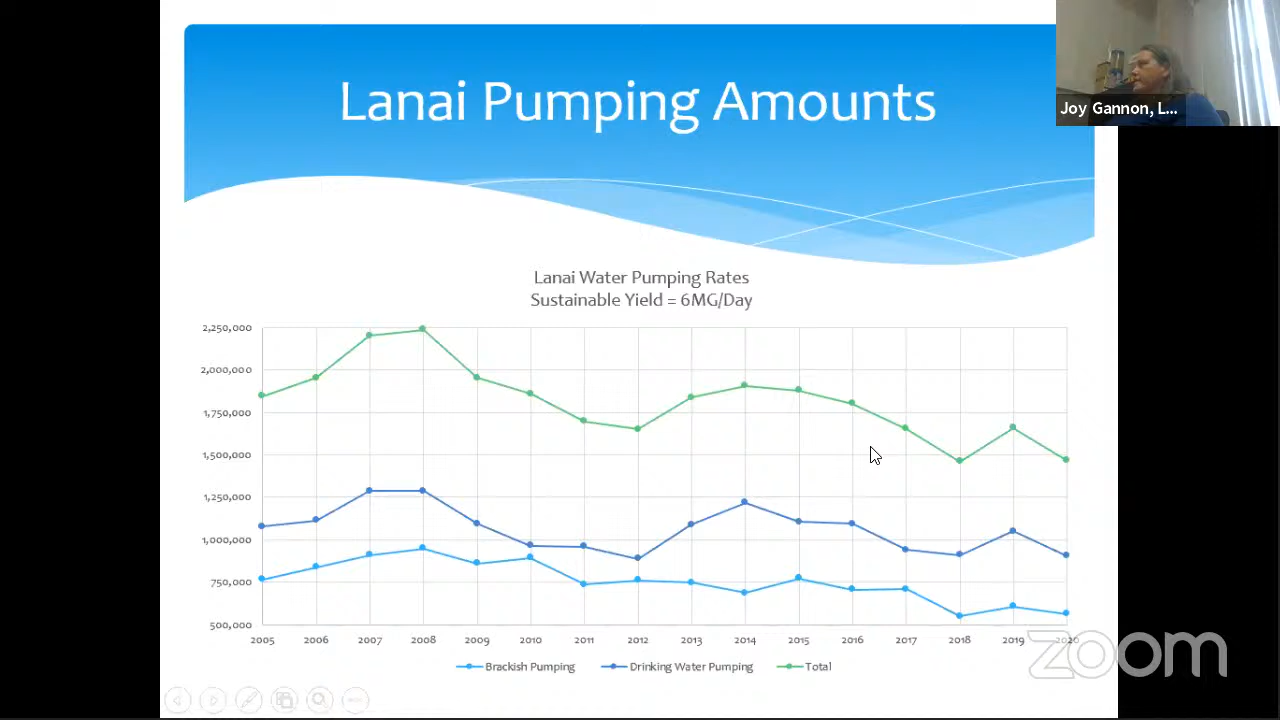 Lanai Pumping Amounts
Joy Gannon, L...
Lanai Water Pumping Rates
Sustainable Yield = 6MG/Day
2,250,000
2,000,000
1,750,000
1,500,000
1,250,000
1,000,000
750,000
500,000
2005 2006 2007 2008 2009 2010 2011 2012 2013 2014 2015 2016 2017 2018 2019 2020
Brackish Pumping Drinking Water Pumping Total
zoom